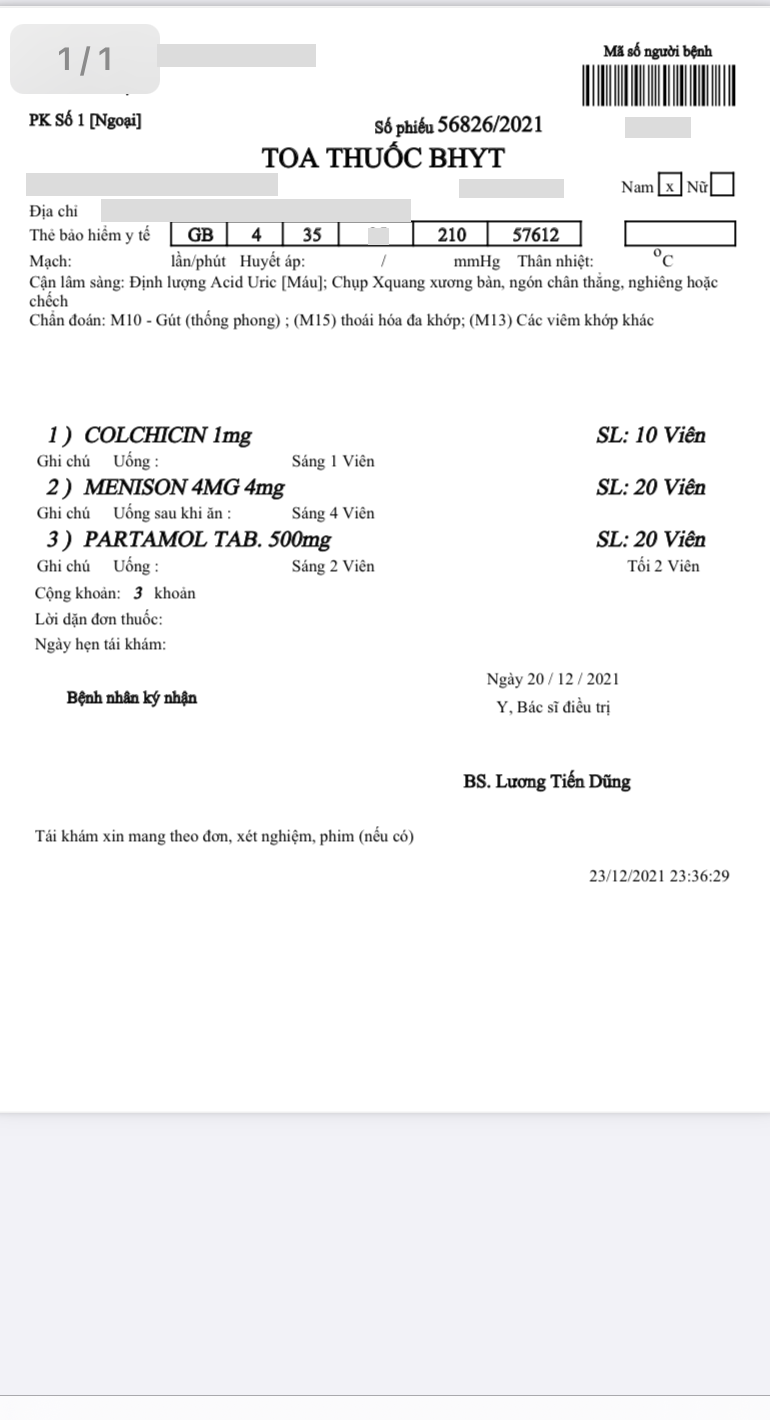 1/1
Mã số người bệnh
PK Số 1 [Ngoại]
Số phiếu 56826/2021
TOA THUỐC BHYT
Nam x Nữ
Địa chỉ
Thẻ bảo hiểm y tế GB 4 35 210 57612
Mạch: lần/phút Huyết áp: / mmHg Thân nhiệt: °C
Cận lâm sàng: Định lượng Acid Uric [Máu]; Chụp Xquang xương bàn, ngón chân thẳng, nghiêng hoặc
chếch
Chẩn đoán: M10 - Gút (thống phong) ; (M15) thoái hóa đa khớp; (M13) Các viêm khớp khác
1 ) COLCHICIN 1mg SL: 10 Viên
Ghi chú Uống : Sáng 1 Viên
2 ) MENISON 4MG 4mg SL: 20 Viên
Ghi chú Uống sau khi ăn : Sáng 4 Viên
3 ) PARTAMOL TAB. 500mg SL: 20 Viên
Ghi chú Uống : Sáng 2 Viên Tối 2 Viên
Cộng khoản: 3 khoản
Lời dặn đơn thuốc:
Ngày hẹn tái khám:
Ngày 20 / 12 / 2021
Bệnh nhân ký nhận
Y, Bác sĩ điều trị
BS. Lương Tiến Dũng
Tái khám xin mang theo đơn, xét nghiệm, phim (nếu có)
23/12/2021 23:36:29